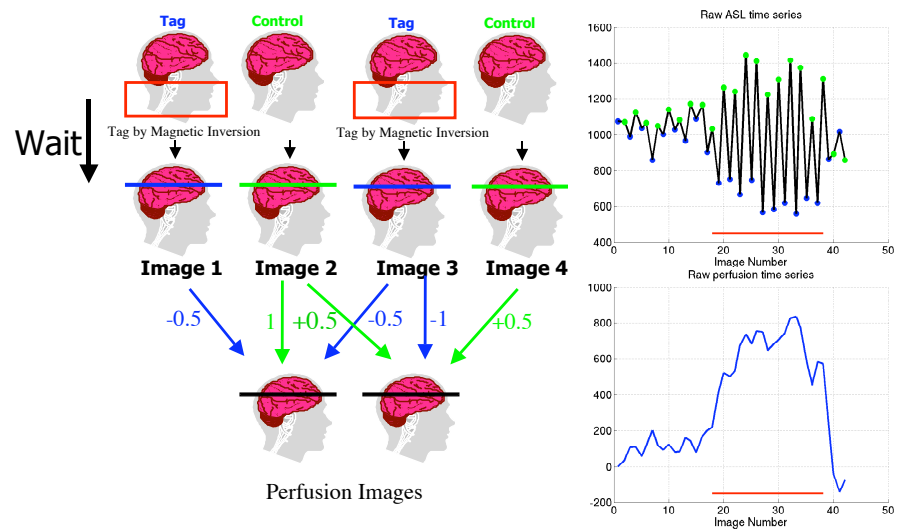 Tag Control Tag Control
Tag by Magnetic Inversion Tag by Magnetic Inversion
Wait
Image 1 Image 2 Image 3 Image 4
-0.5 1 +0.5 -0.5 -1 +0.5
Perfusion Images
Raw ASL time series
1600
1400
1200
1000
800
600
400
0 10 20 30 40 50
Image Number
Raw perfusion time series
1000
800
600
400
200
0
-200
0 10 20 30 40 50
Image Number